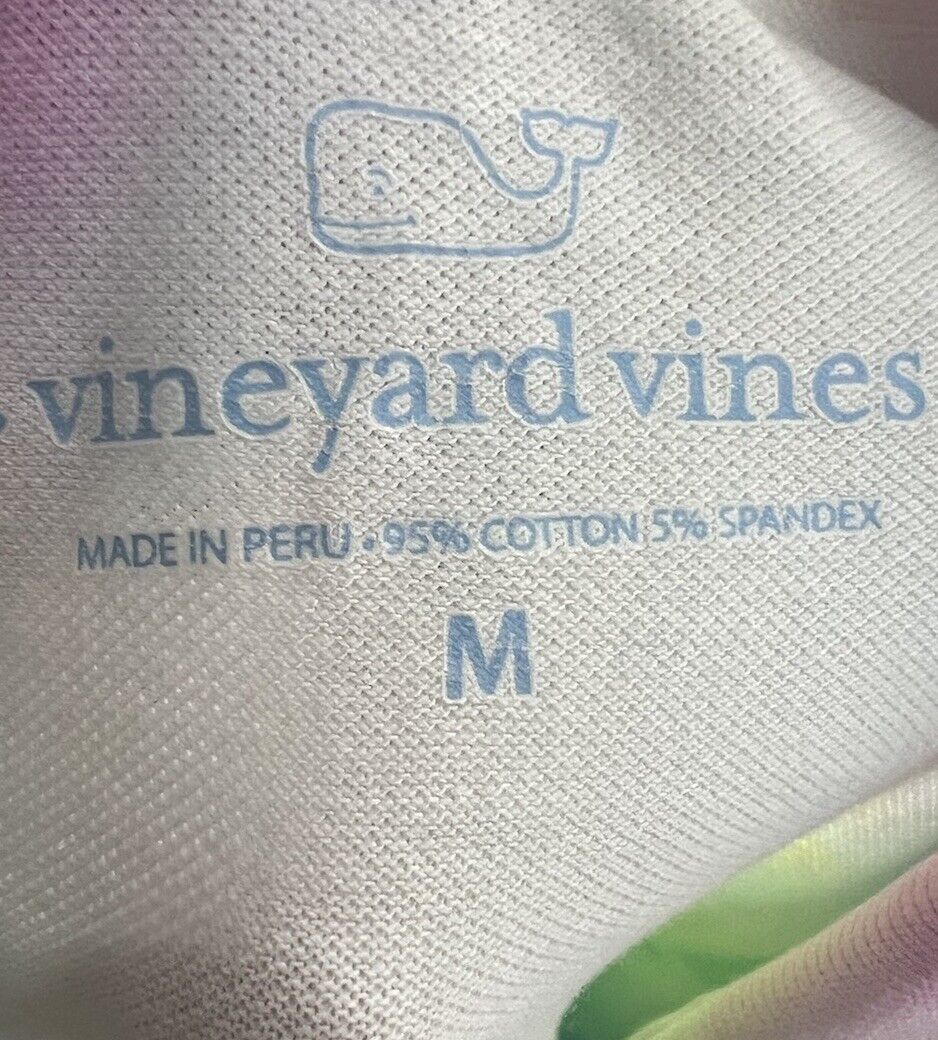 vineyard vines
MADE IN PERU • 95% COTTON 5% SPANDEX
M